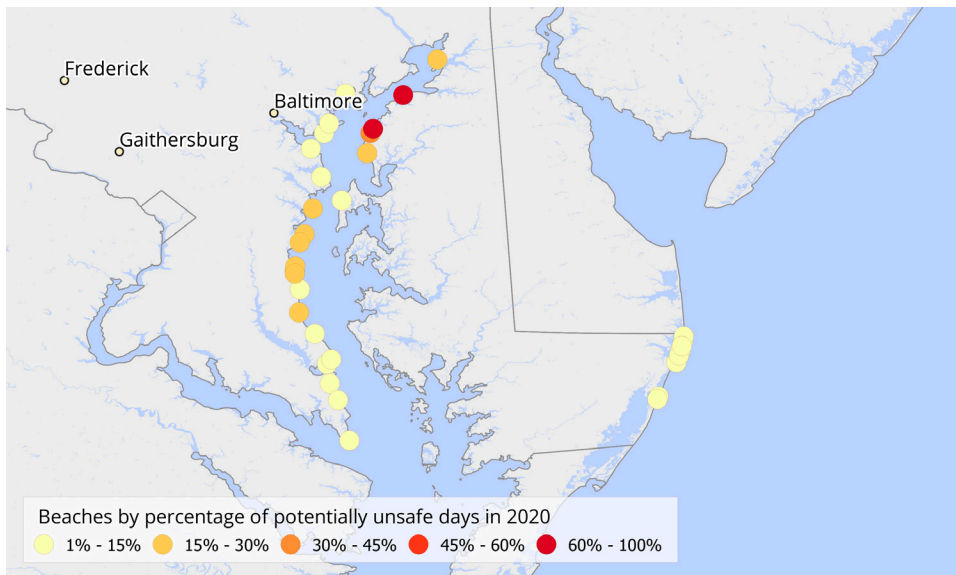 Frederick
Baltimore
Gaithersburg
Beaches by percentage of potentially unsafe days in 2020
1% - 15% 15% - 30% 30% - 45% 45% - 60% 60% - 100%